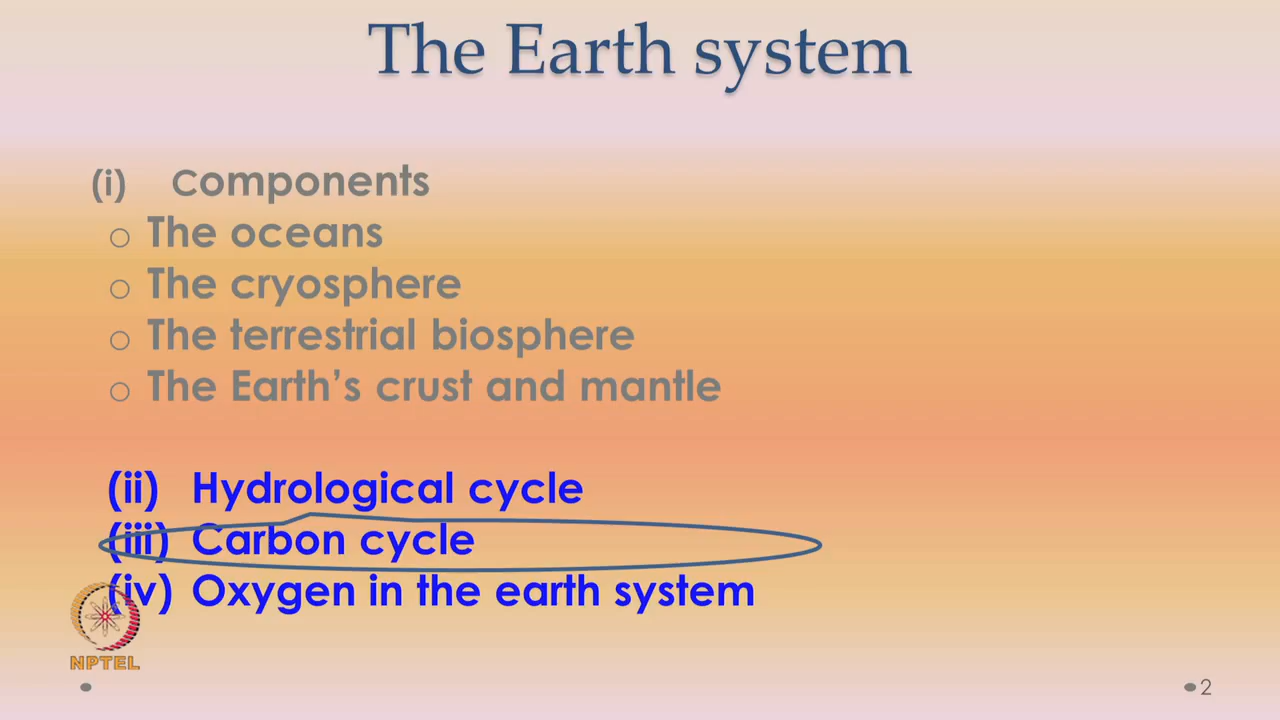 The Earth system
(i) Components
o The oceans
o The cryosphere
o The terrestrial biosphere
o The Earth's crust and mantle
(ii) Hydrological cycle
(iii) Carbon cycle
(iv) Oxygen in the earth system
NPTEL
2